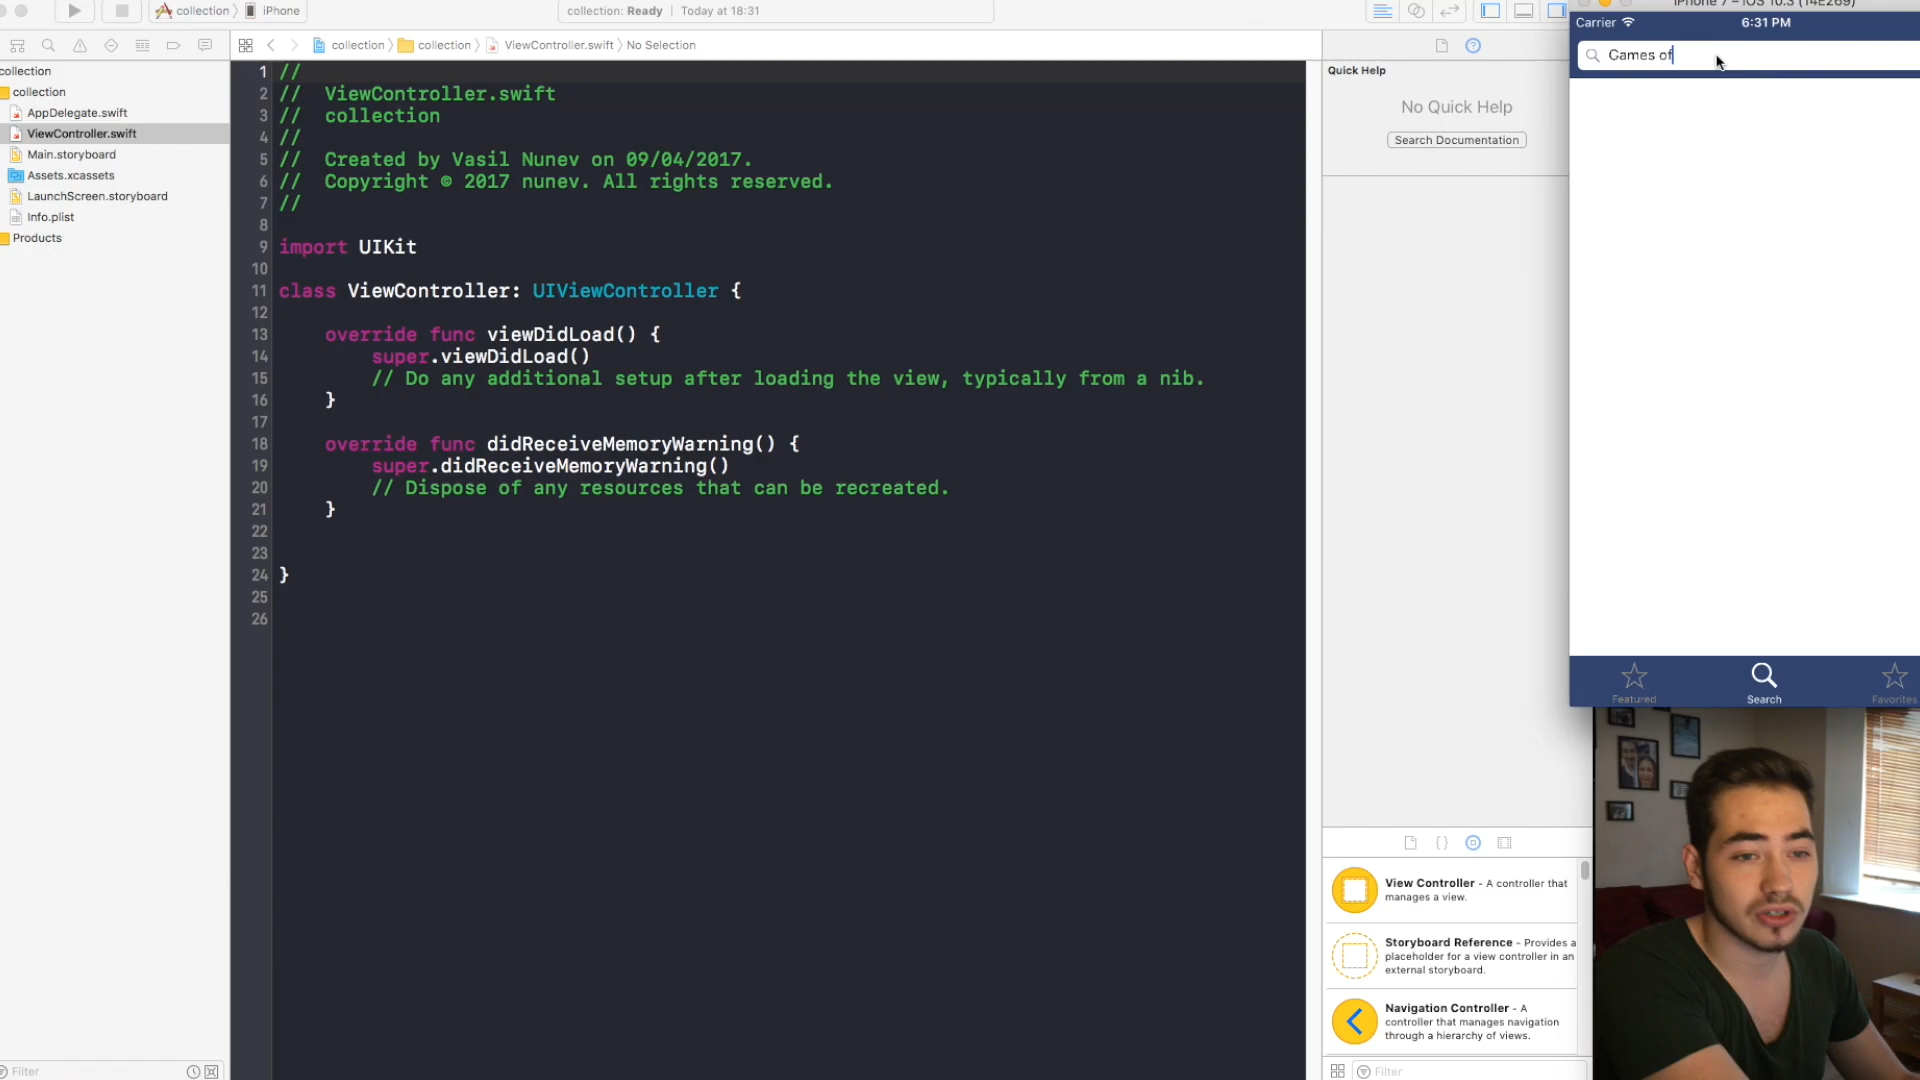 collection
iPhone
collection: Ready | Today at 18:31
iPhone 7 – iOS 10.3 (14E269)
collection
collection
ViewController.swift
No Selection
collection
collection
AppDelegate.swift
ViewController.swift
Main.storyboard
Assets.xcassets
LaunchScreen.storyboard
Info.plist
Products
Filter
1 //
2 // ViewController.swift
3 // collection
4 //
5 // Created by Vasil Nunev on 09/04/2017.
6 // Copyright © 2017 nunev. All rights reserved.
7 //
8
9 import UIKit
10
11 class ViewController: UIViewController {
12
13 override func viewDidLoad() {
14 super.viewDidLoad()
15 // Do any additional setup after loading the view, typically from a nib.
16 }
17
18 override func didReceiveMemoryWarning() {
19 super.didReceiveMemoryWarning()
20 // Dispose of any resources that can be recreated.
21 }
22
23
24 }
25
26
Quick Help
No Quick Help
Search Documentation
View Controller - A controller that
manages a view.
Storyboard Reference - Provides a
placeholder for a view controller in an
external storyboard.
Navigation Controller - A
controller that manages navigation
through a hierarchy of views.
Filter
Carrier
6:31 PM
Games of
Featured
Search
Favorites